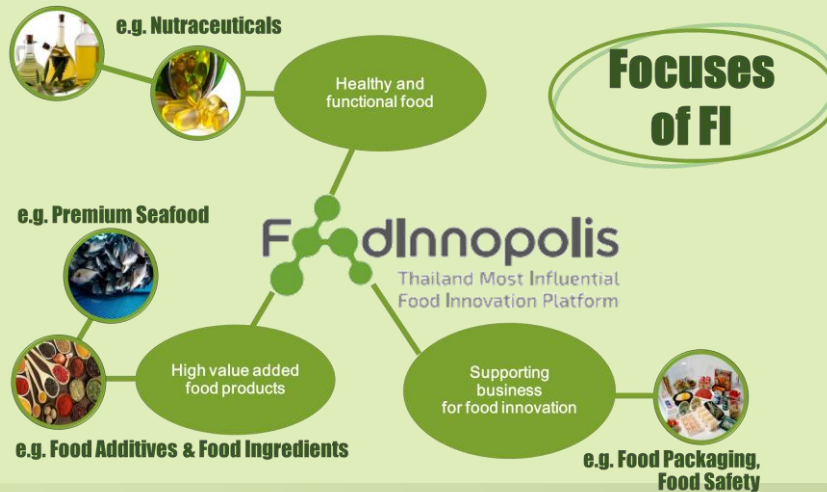 e.g. Nutraceuticals
Healthy and
functional food
Focuses
of FI
e.g. Premium Seafood
FoodInnopolis
Thailand Most Influential
Food Innovation Platform
High value added
food products
Supporting
business
for food innovation
e.g. Food Additives & Food Ingredients
e.g. Food Packaging,
Food Safety